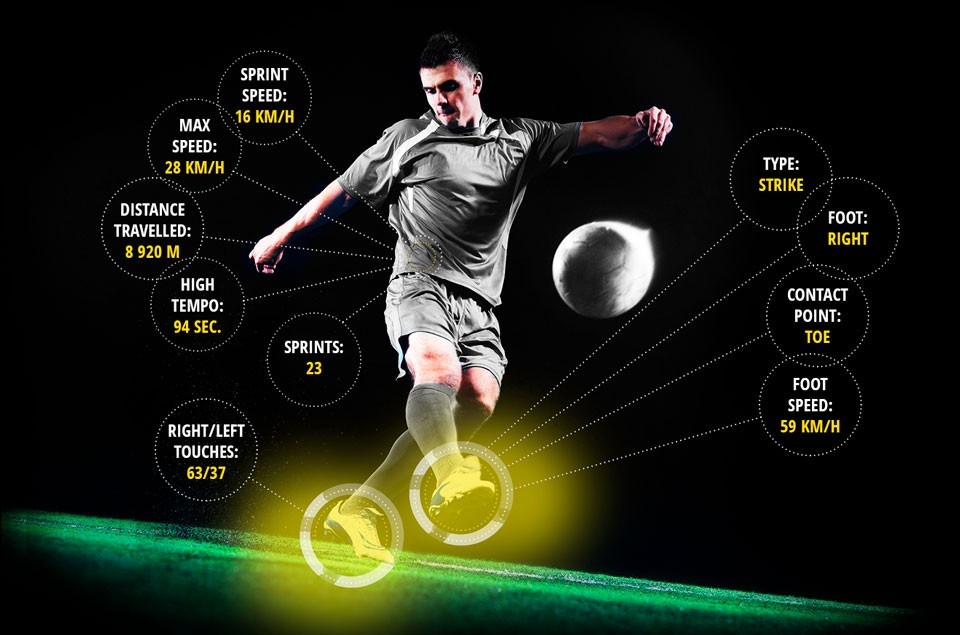 SPRINT
SPEED:
16 KM/H
MAX
SPEED:
28 KM/H
DISTANCE
TRAVELLED:
8 920 M
HIGH
TEMPO:
94 SEC.
SPRINTS:
23
RIGHT/LEFT
TOUCHES:
63/37
TYPE:
STRIKE
FOOT:
RIGHT
CONTACT
POINT:
TOE
FOOT
SPEED:
59 KM/H